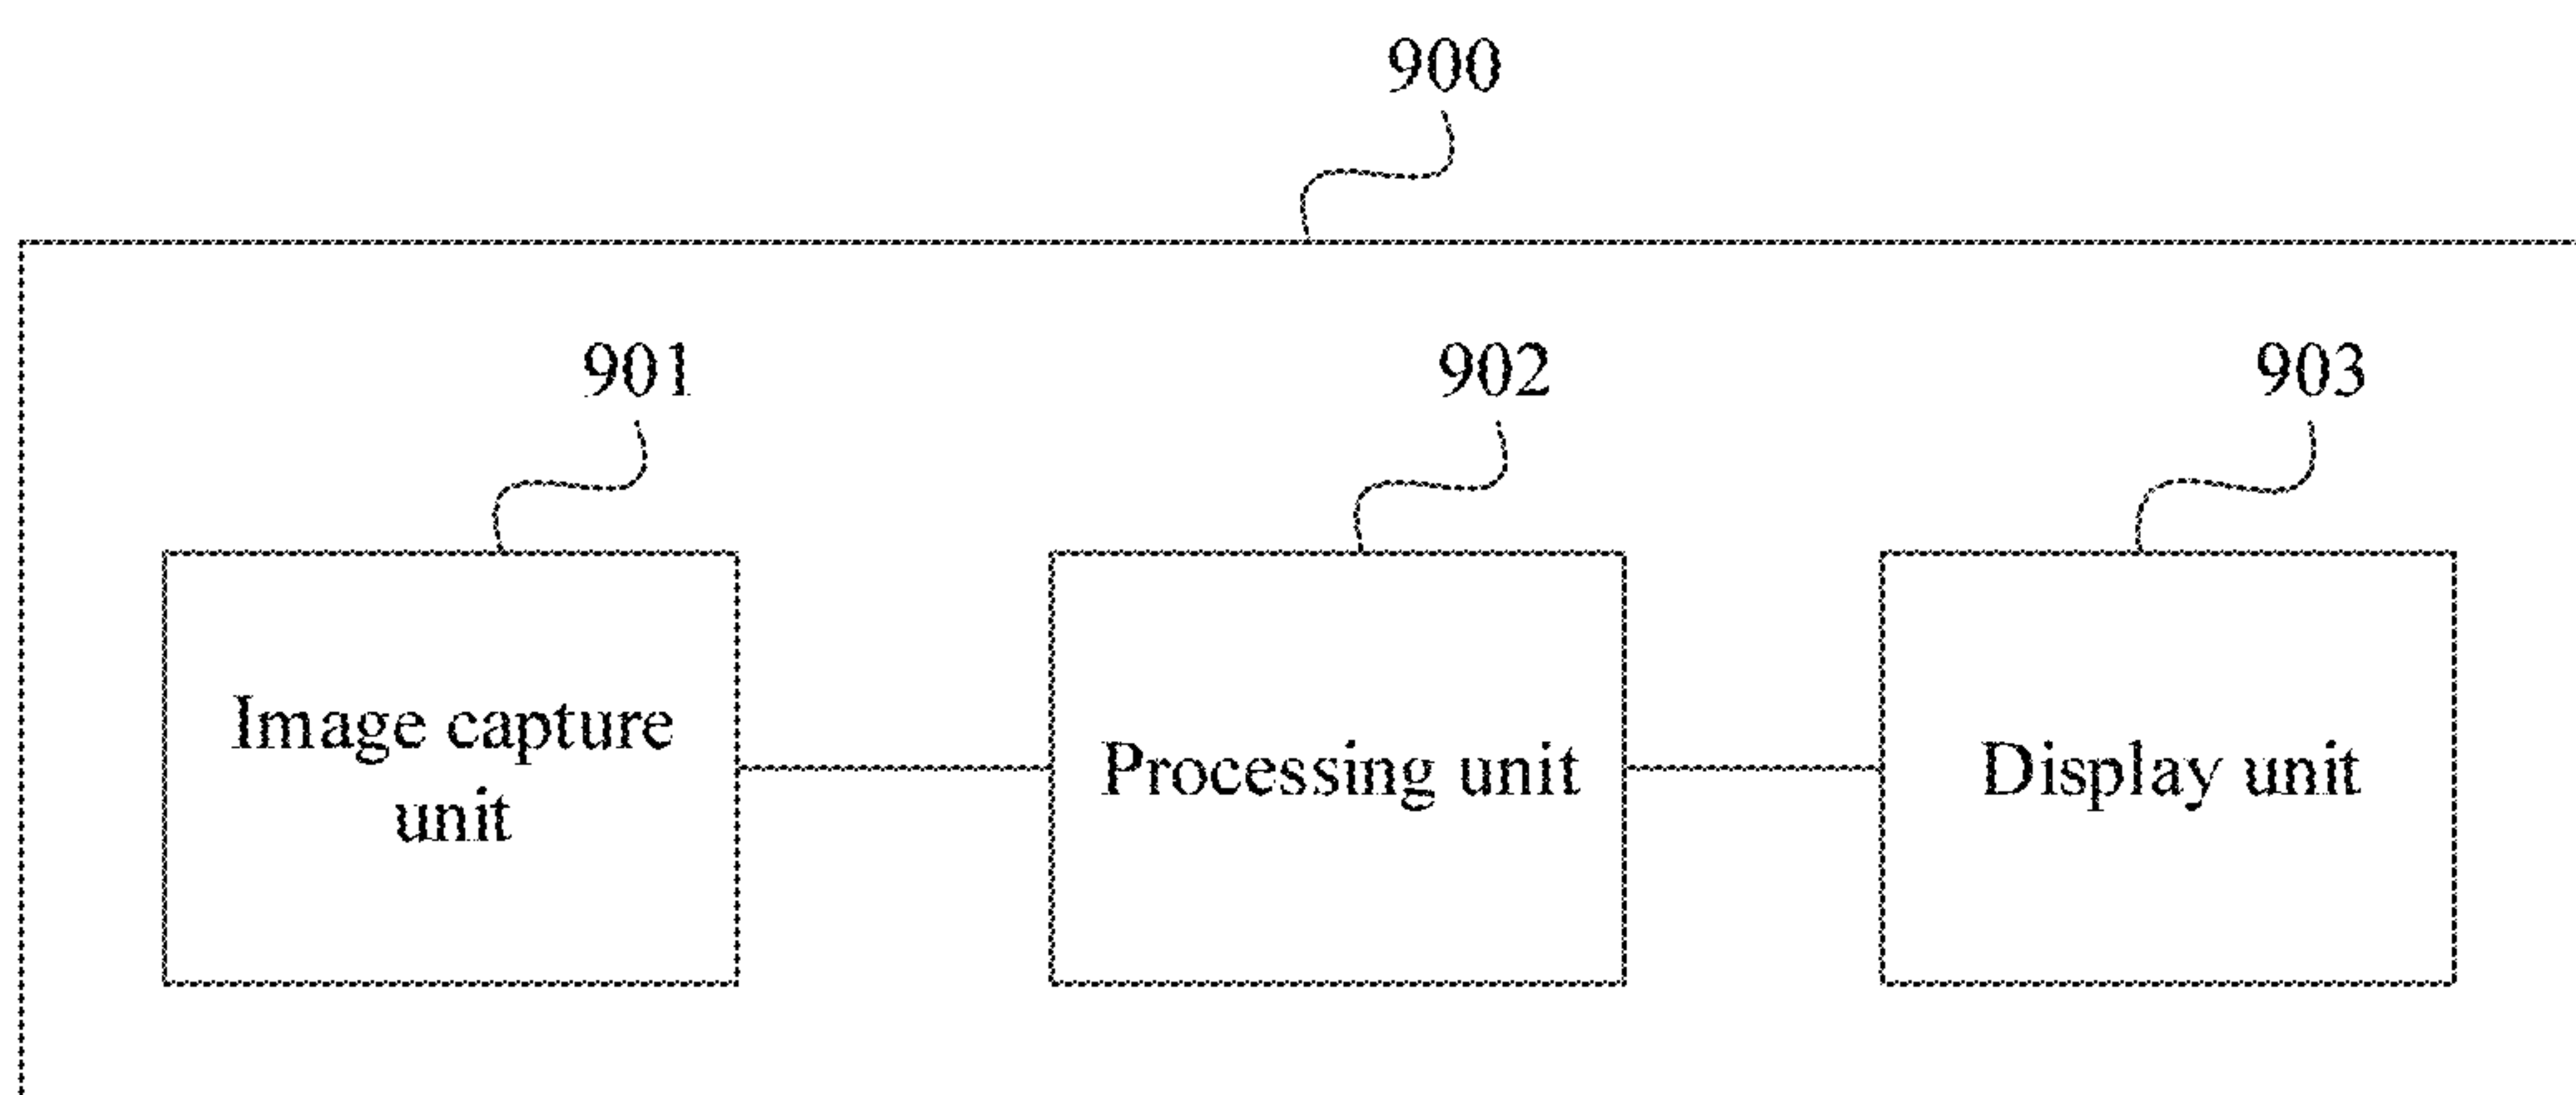 900
901
902
903
Image capture
unit
Processing unit
Display unit